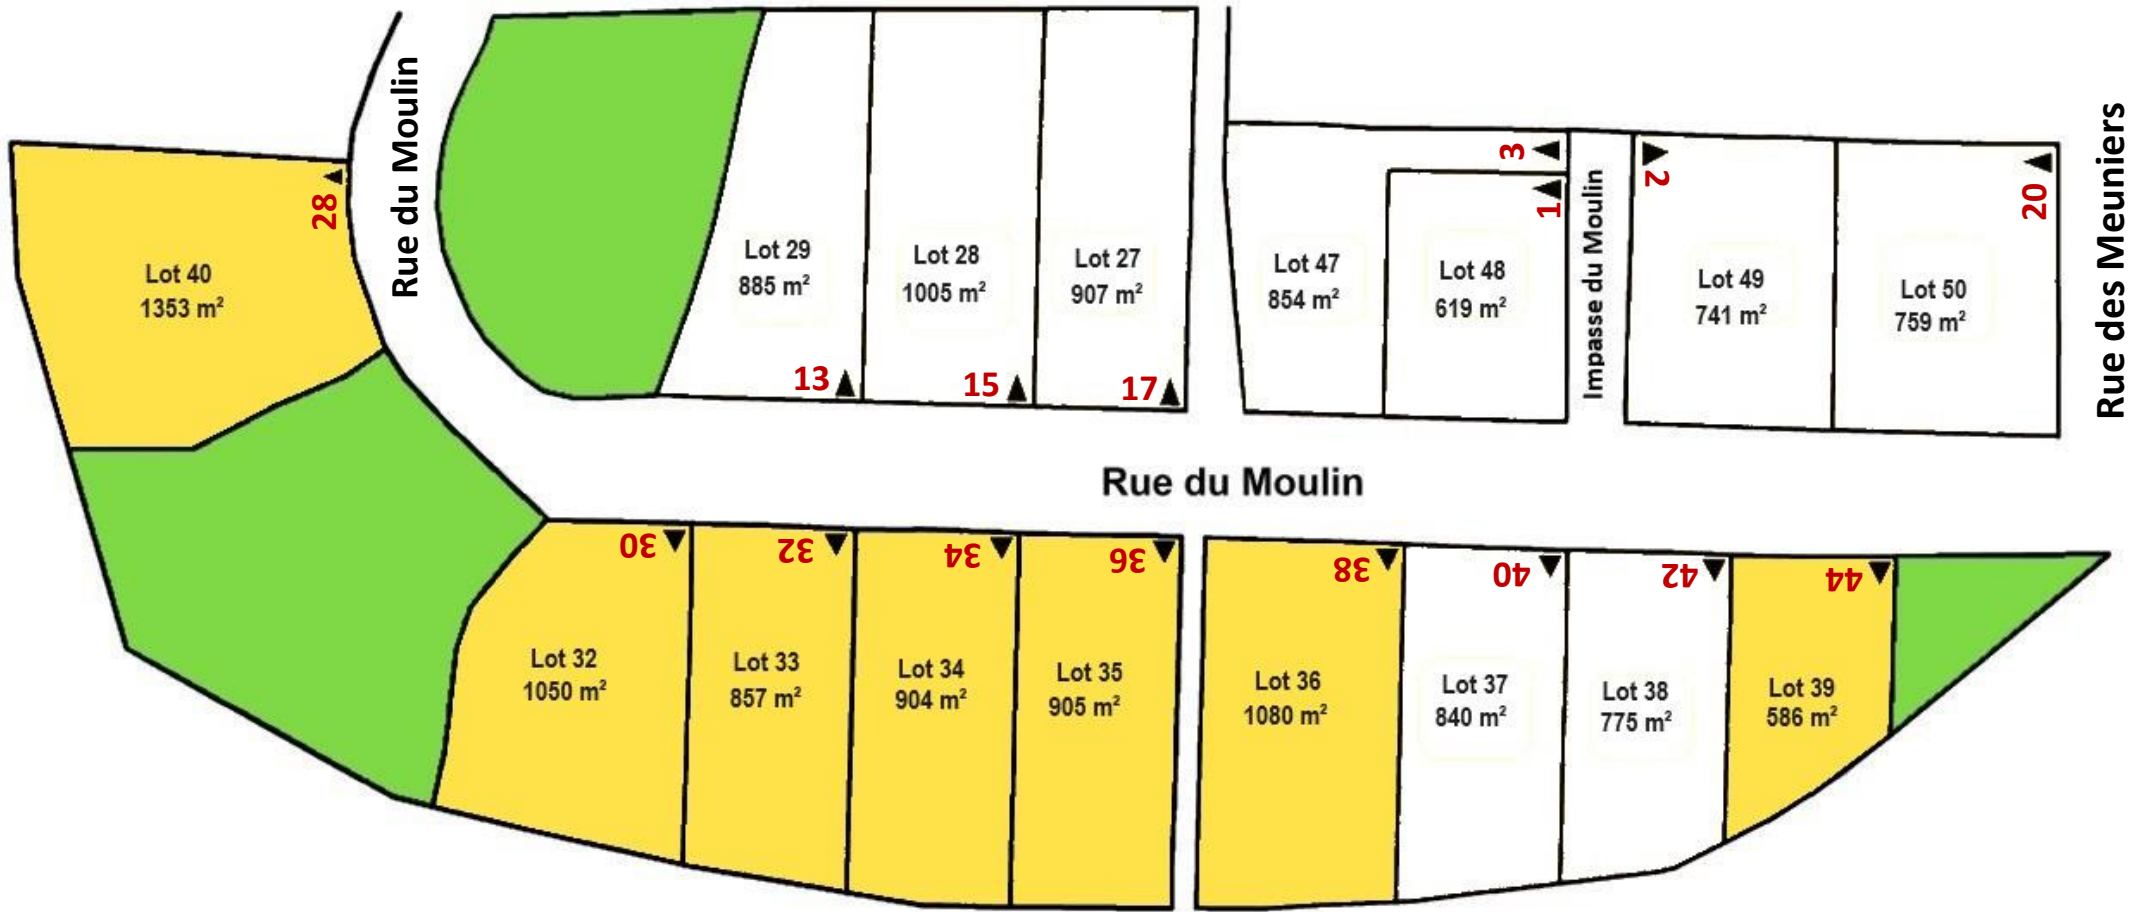 Rue du Moulin
Rue des Meuniers
3
2
20
28
1
Impasse du Moulin
Lot 40
1353 m²
Lot 29
885 m²
Lot 28
1005 m²
Lot 27
907 m²
Lot 47
854 m²
Lot 48
619 m²
Lot 49
741 m²
Lot 50
759 m²
13
15
17
Rue du Moulin
30
32
34
36
38
40
42
44
Lot 32
1050 m²
Lot 33
857 m²
Lot 34
904 m²
Lot 35
905 m²
Lot 36
1080 m²
Lot 37
840 m²
Lot 38
775 m²
Lot 39
586 m²